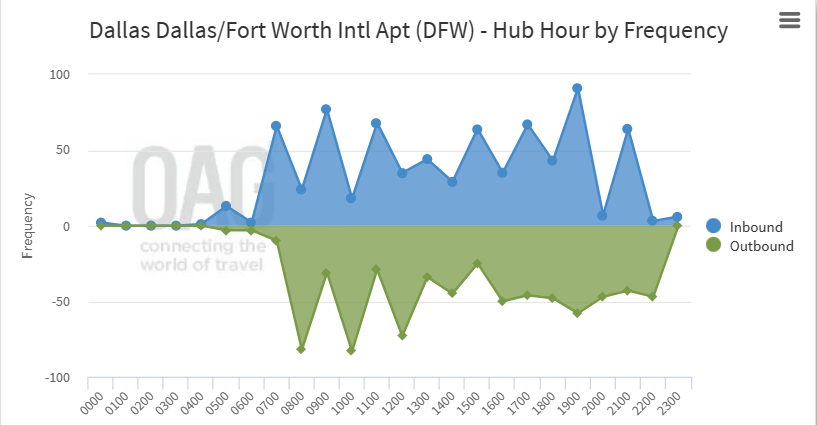 Dallas Dallas/Fort Worth Intl Apt (DFW) - Hub Hour by Frequency
100
50
0
-50
-100
Frequency
OAG
connecting the
world of travel
Inbound
Outbound
0000 0100 0200 0300 0400 0500 0600 0700 0800 0900 1000 1100 1200 1300 1400 1500 1600 1700 1800 1900 2000 2100 2200 2300